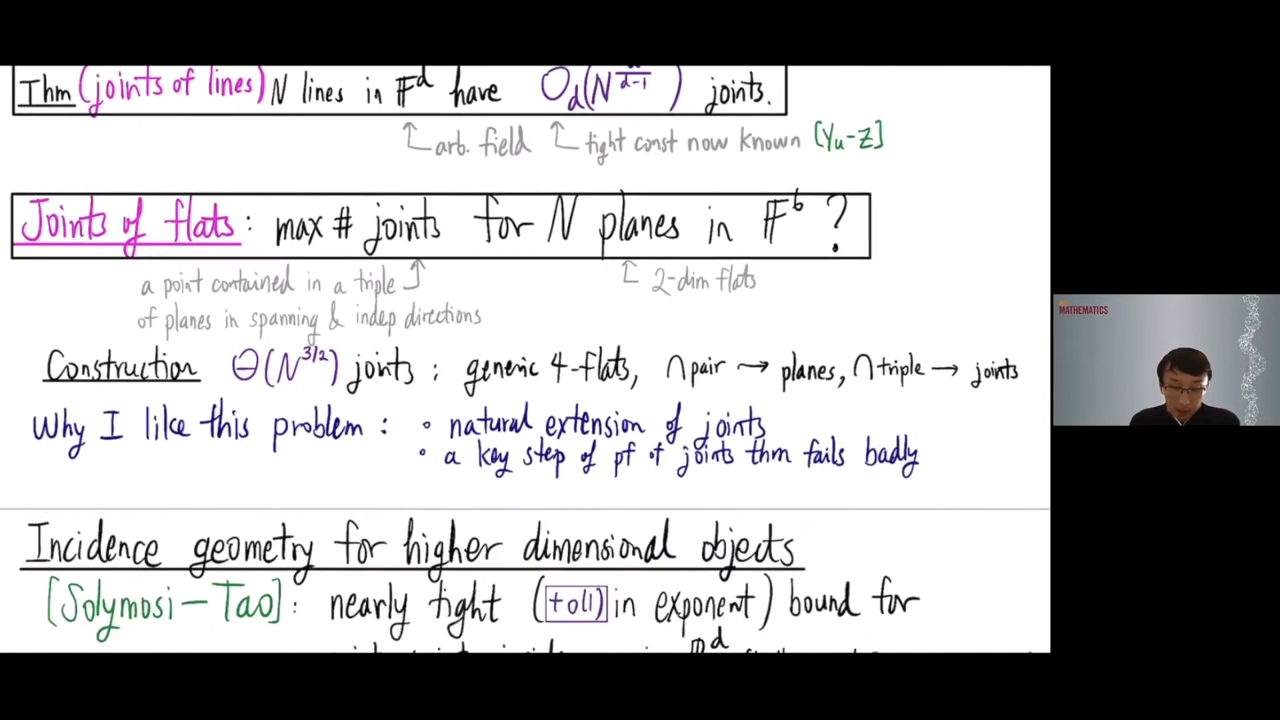 Thm (joints of lines) N lines in 𝔽^d have O_d(N^{d/(d-1)}) joints.
arb. field tight const now known [Yu-Z]
Joints of flats: max # joints for N planes in 𝔽^6 ?
a point contained in a triple 2-dim flats
of planes in spanning & indep directions
Construction Θ(N^{3/2}) joints: generic 4-flats, ∩pair → planes, ∩triple → joints
Why I like this problem: • natural extension of joints
• a key step of pf of joints thm fails badly
Incidence geometry for higher dimensional objects
[Solymosi-Tao]: nearly tight (+o(1) in exponent) bound for
MATHEMATICS